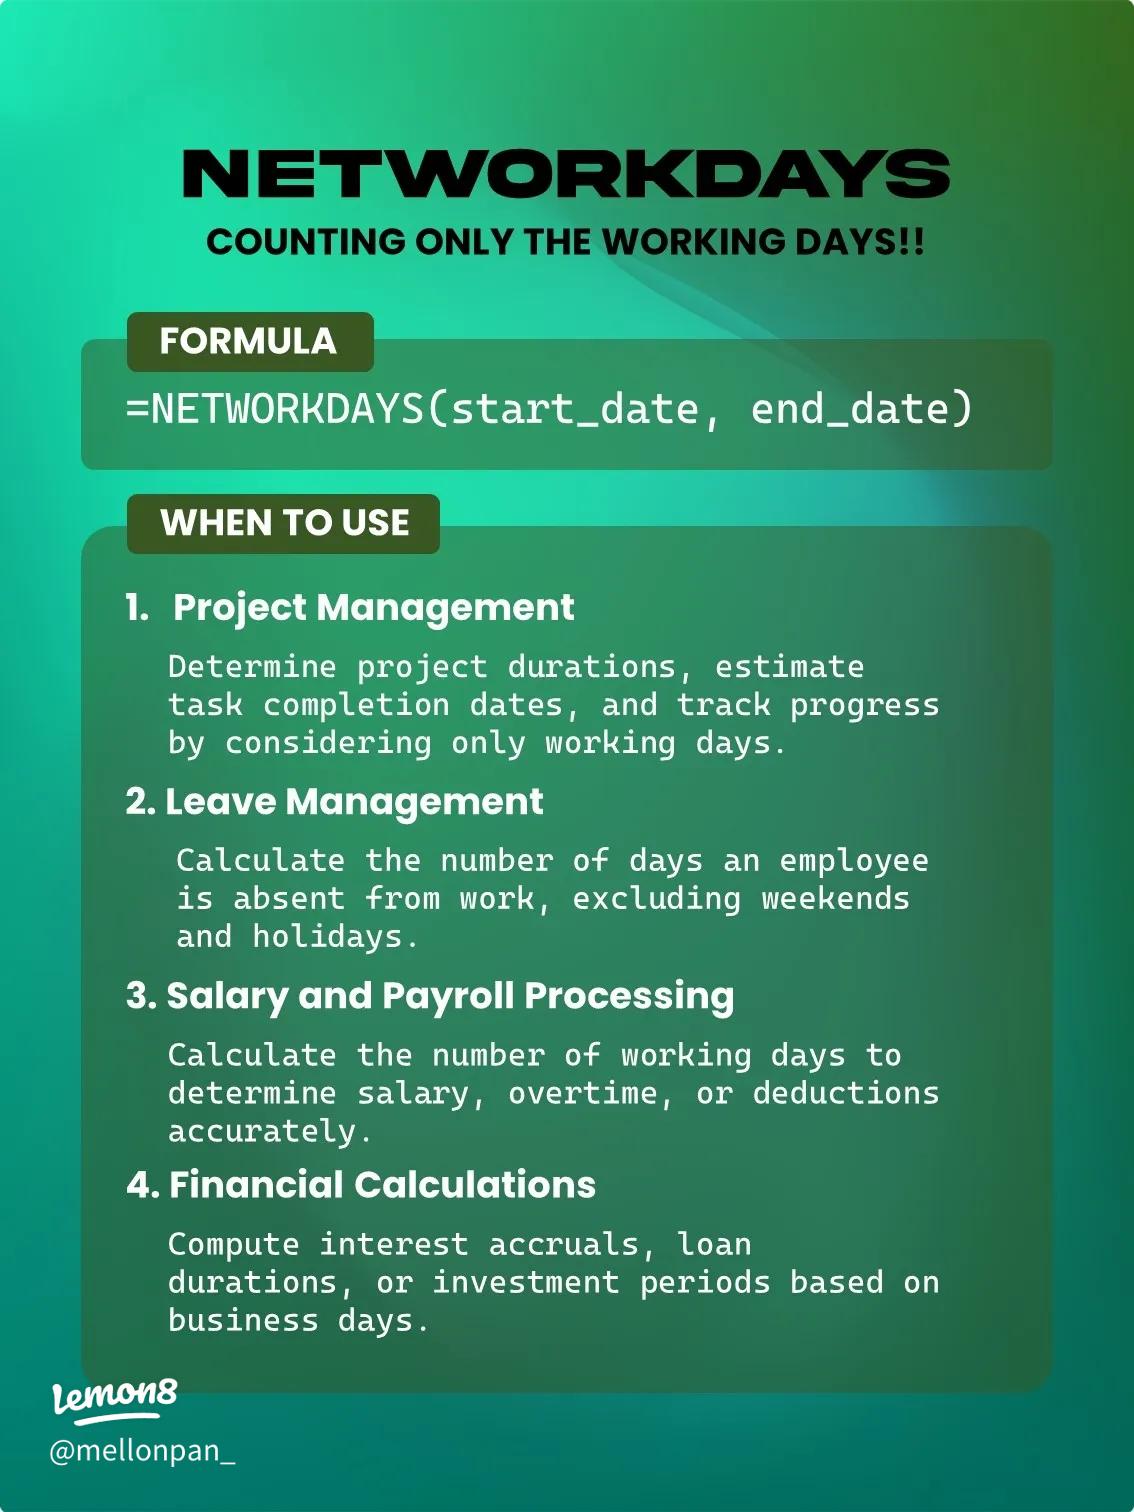 NETWORKDAYS
COUNTING ONLY THE WORKING DAYS!!
FORMULA
=NETWORKDAYS(start_date, end_date)
WHEN TO USE
1. Project Management
Determine project durations, estimate
task completion dates, and track progress
by considering only working days.
2. Leave Management
Calculate the number of days an employee
is absent from work, excluding weekends
and holidays.
3. Salary and Payroll Processing
Calculate the number of working days to
determine salary, overtime, or deductions
accurately.
4. Financial Calculations
Compute interest accruals, loan
durations, or investment periods based on
business days.
Lemon8
@mellonpan_